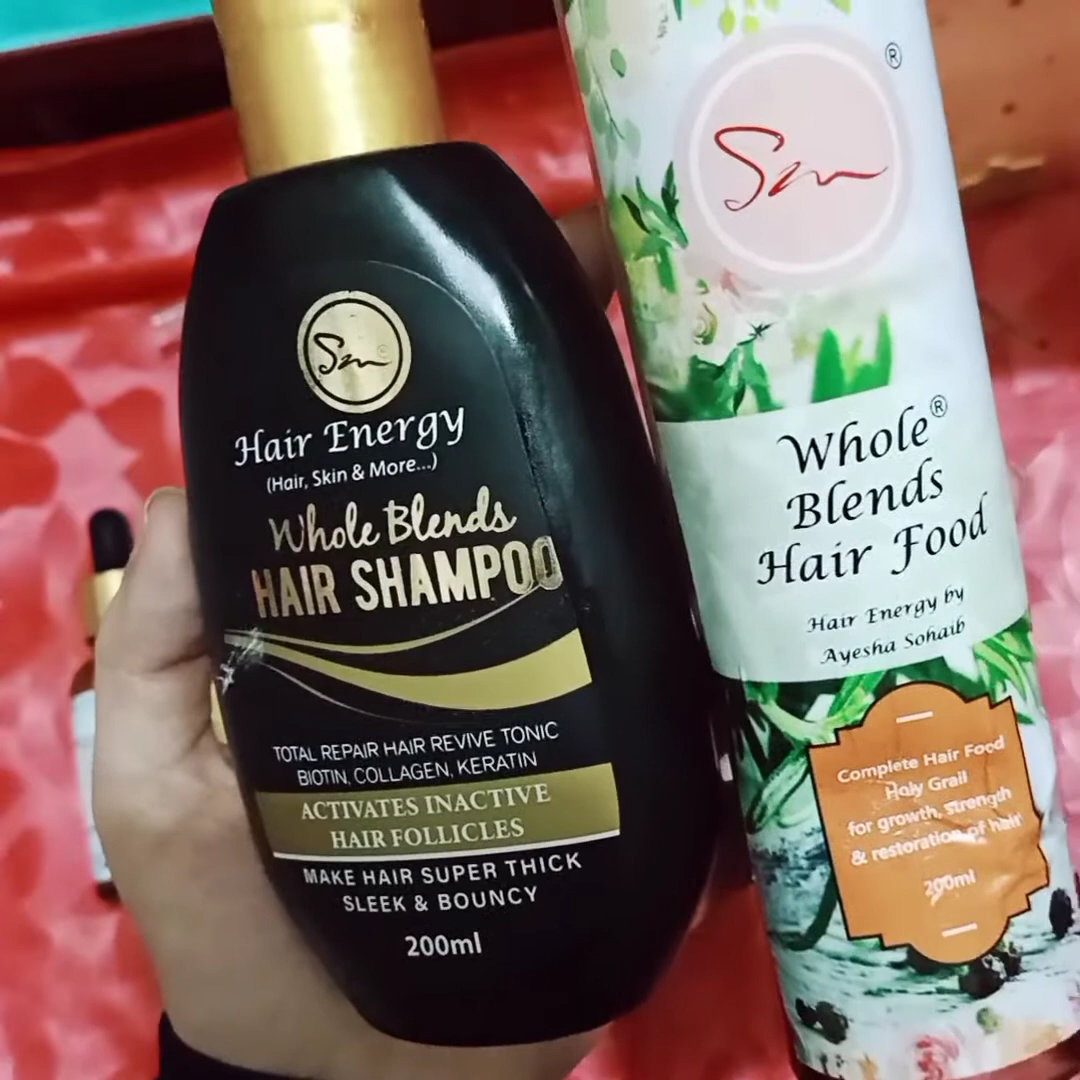 Sm
Hair Energy
(Hair, Skin & More...)
Whole Blends
HAIR SHAMPOO
TOTAL REPAIR HAIR REVIVE TONIC
BIOTIN, COLLAGEN, KERATIN
ACTIVATES INACTIVE
HAIR FOLLICLES
MAKE HAIR SUPER THICK
SLEEK & BOUNCY
200ml
®
Sm
Whole®
Blends
Hair Food
Hair Energy by
Ayesha Sohaib
Complete Hair Food
Holy Grail
for growth, strength
& restoration of hair
200ml